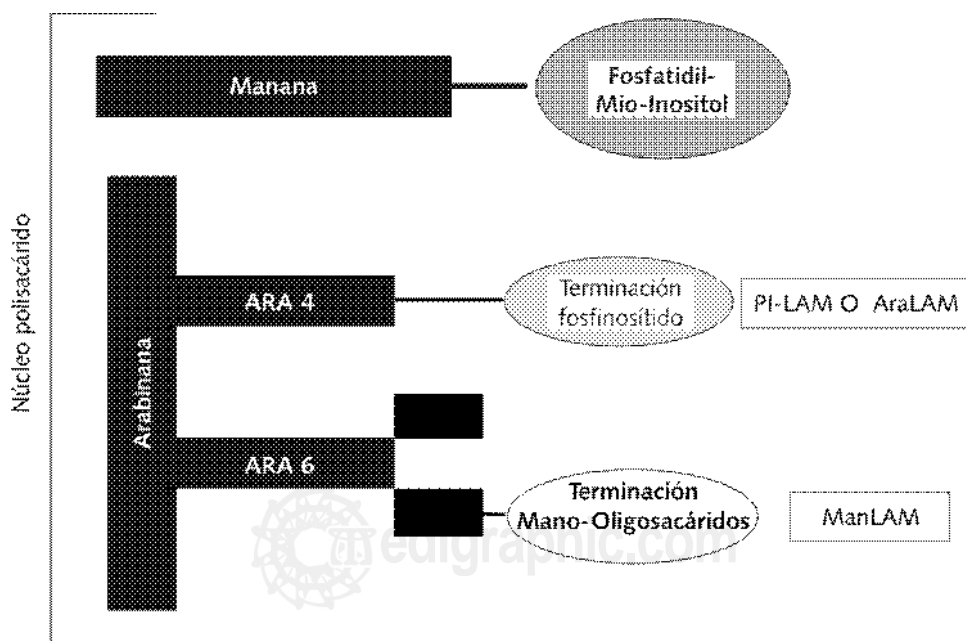 Núcleo polisacárido
Manana
Fosfatidil-
Mio-Inositol
Arabinana
ARA 4
Terminación
fosfinosítido
PI-LAM O AraLAM
ARA 6
Terminación
Mano-Oligosacáridos
ManLAM
edigraphic.com